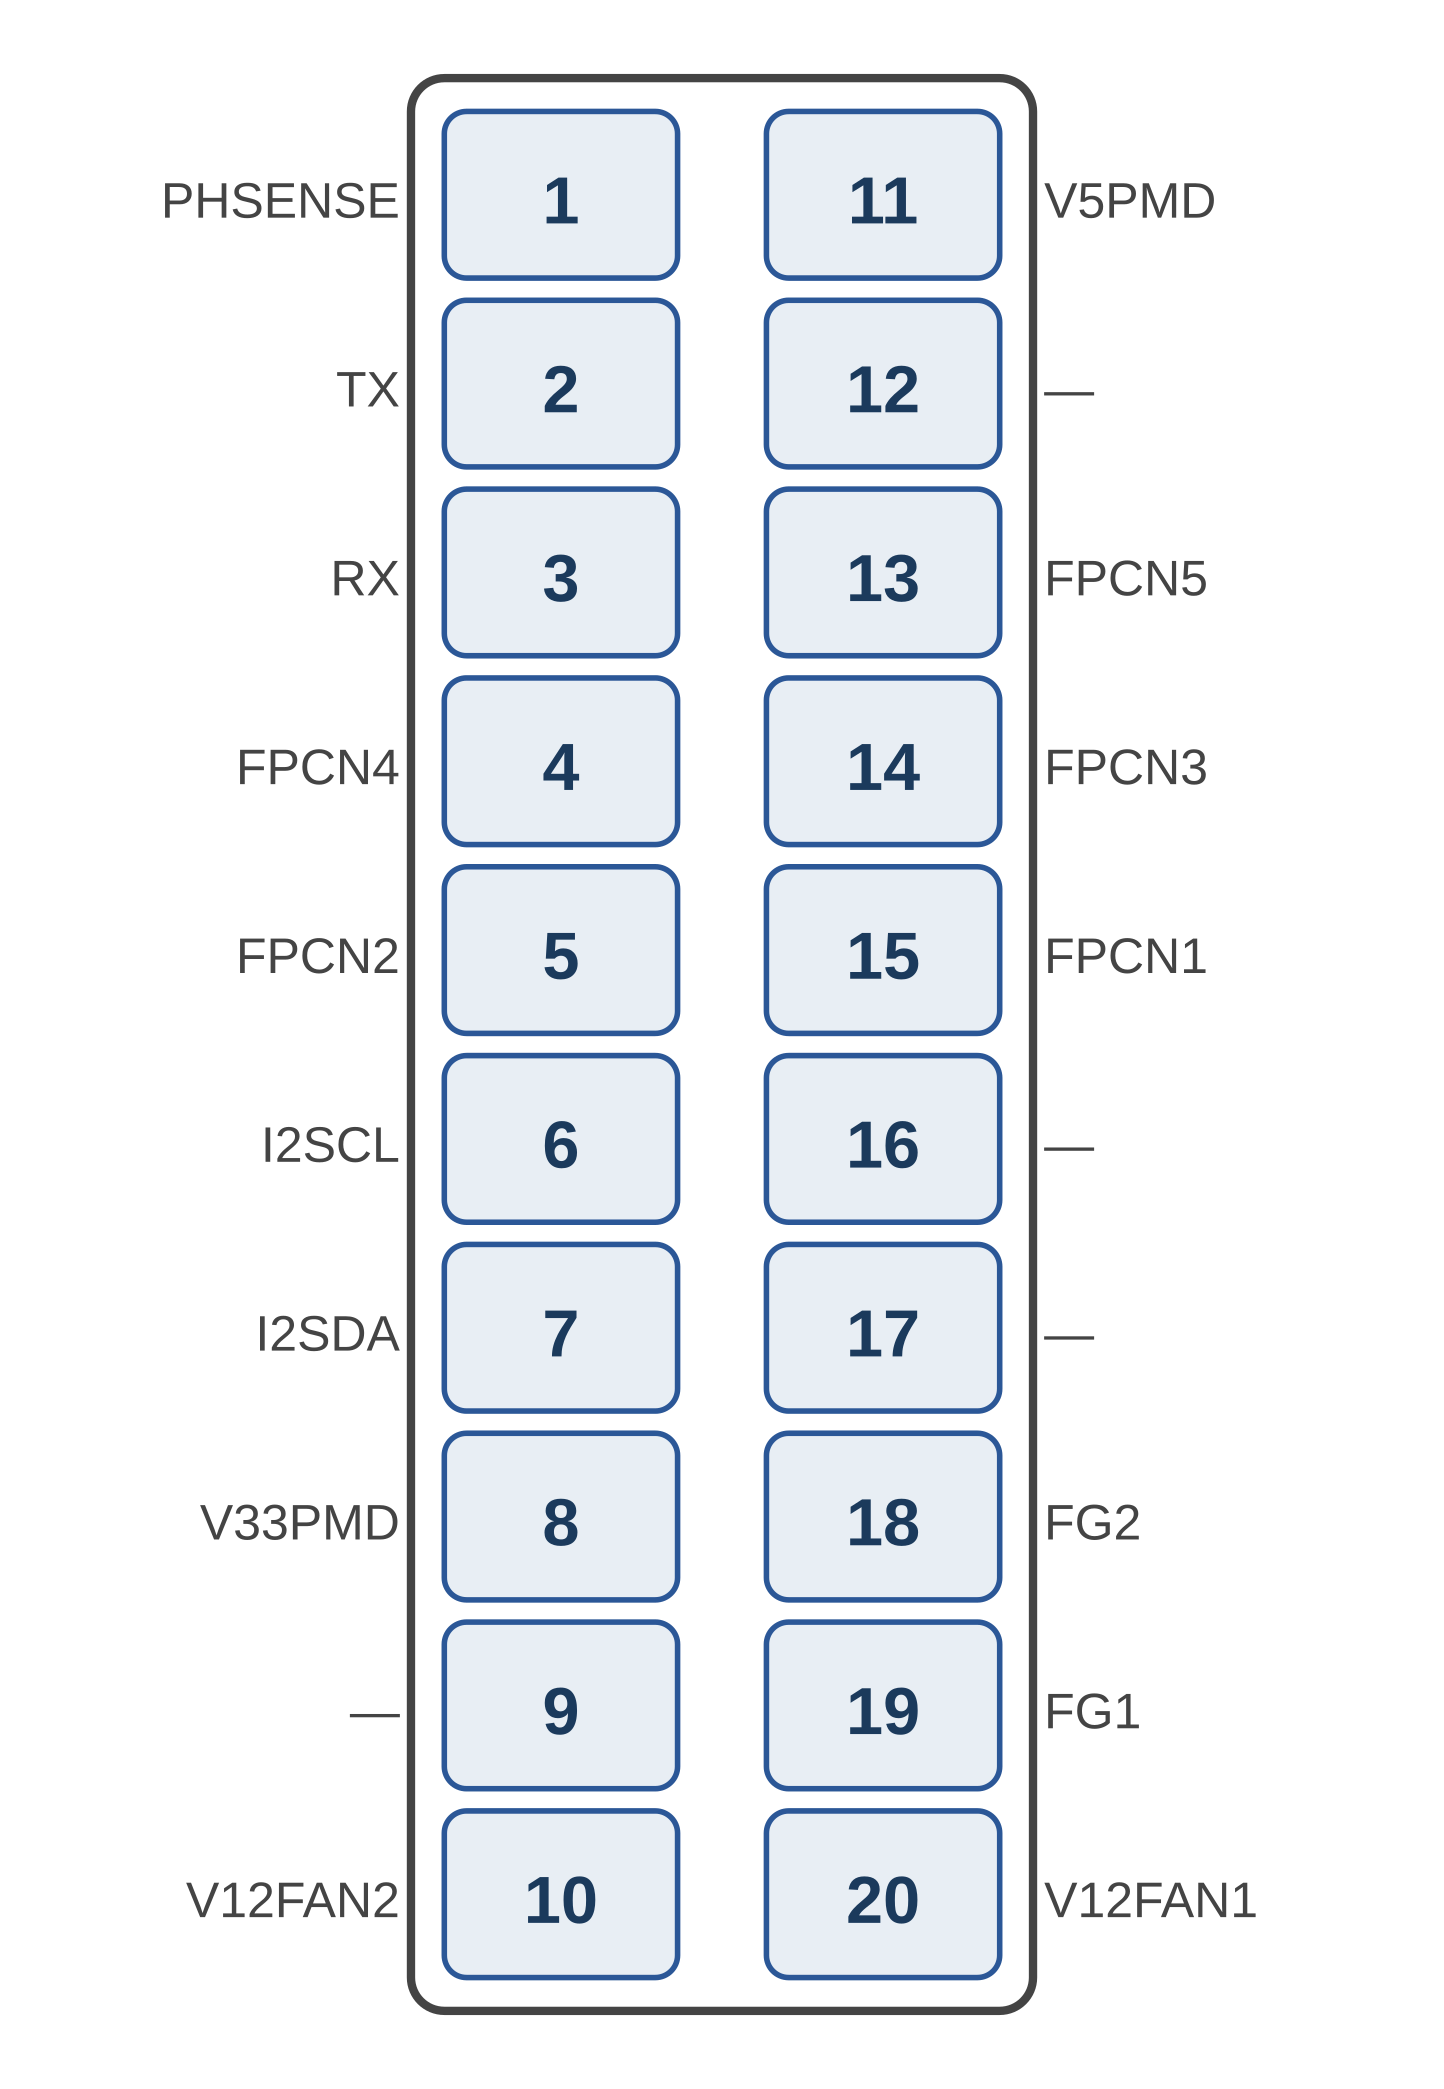 PHSENSE 1 11 V5PMD
TX 2 12 —
RX 3 13 FPCN5
FPCN4 4 14 FPCN3
FPCN2 5 15 FPCN1
I2SCL 6 16 —
I2SDA 7 17 —
V33PMD 8 18 FG2
— 9 19 FG1
V12FAN2 10 20 V12FAN1